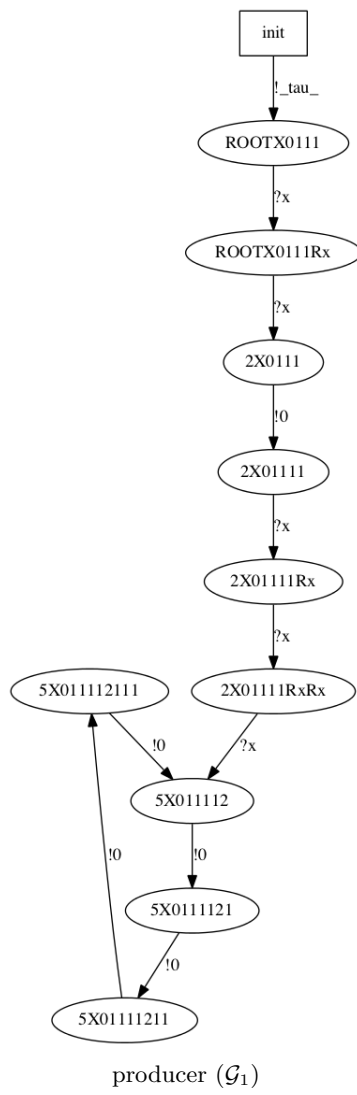 init
!_tau_
ROOTX0111
?x
ROOTX0111Rx
?x
2X0111
!0
2X01111
?x
2X01111Rx
?x
5X011112111 2X01111RxRx
!0 ?x
5X011112
!0 !0
5X0111121
!0
5X01111211
producer (𝒢₁)